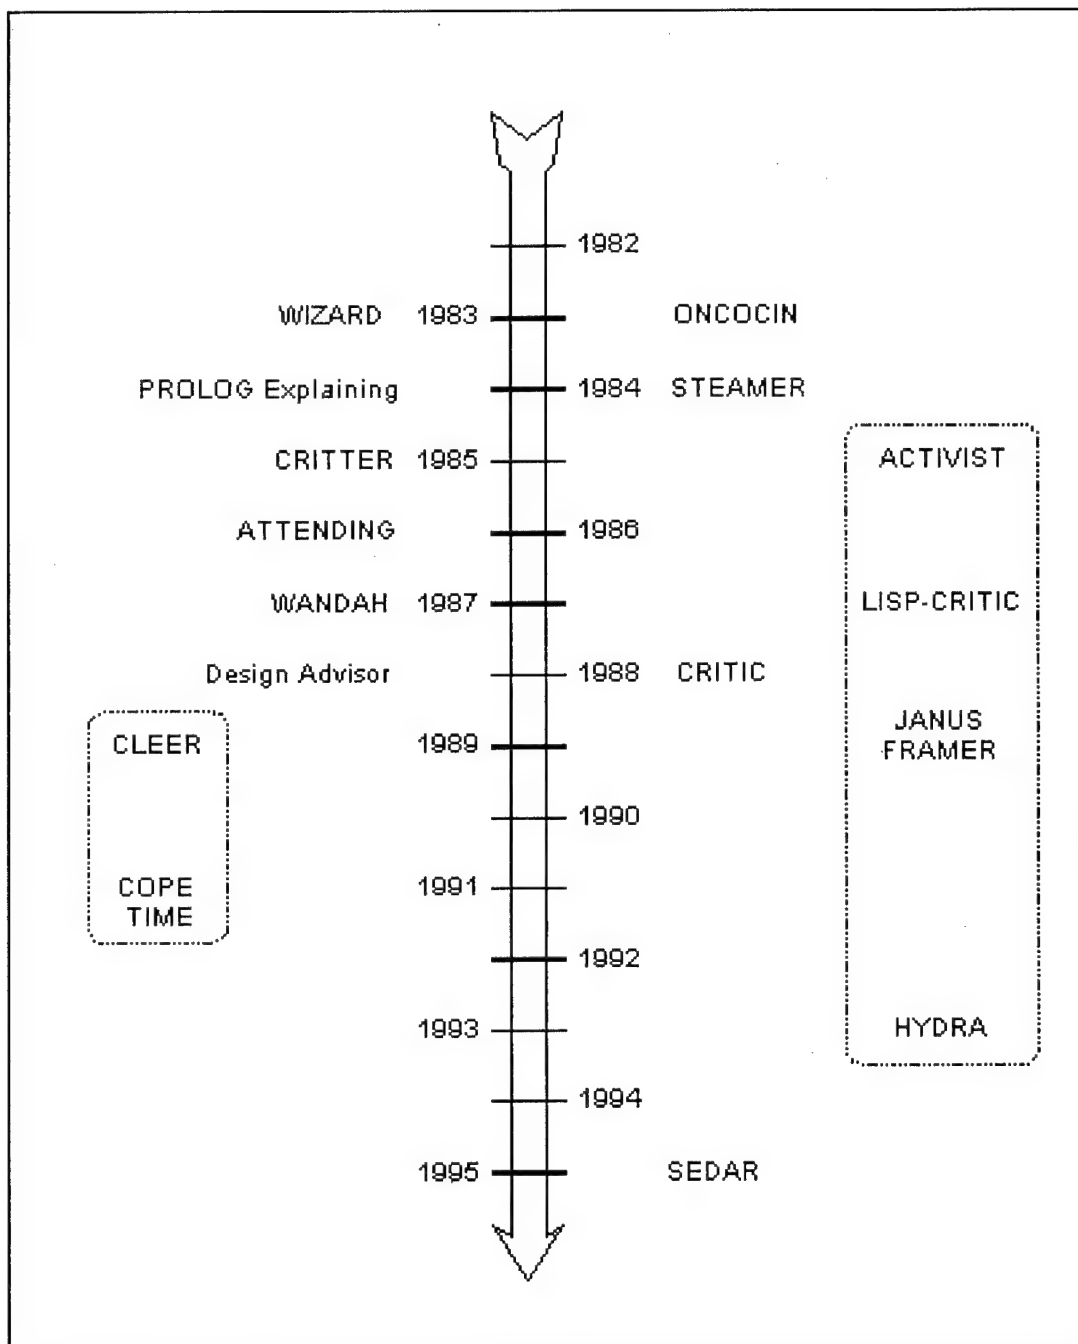 1982
WIZARD 1983 ONCOCIN
PROLOG Explaining 1984 STEAMER
CRITTER 1985 ACTIVIST
ATTENDING 1986
WANDAH 1987 LISP-CRITIC
Design Advisor 1988 CRITIC
CLEER 1989 JANUS
FRAMER
1990
COPE 1991
TIME
1992
1993 HYDRA
1994
1995 SEDAR